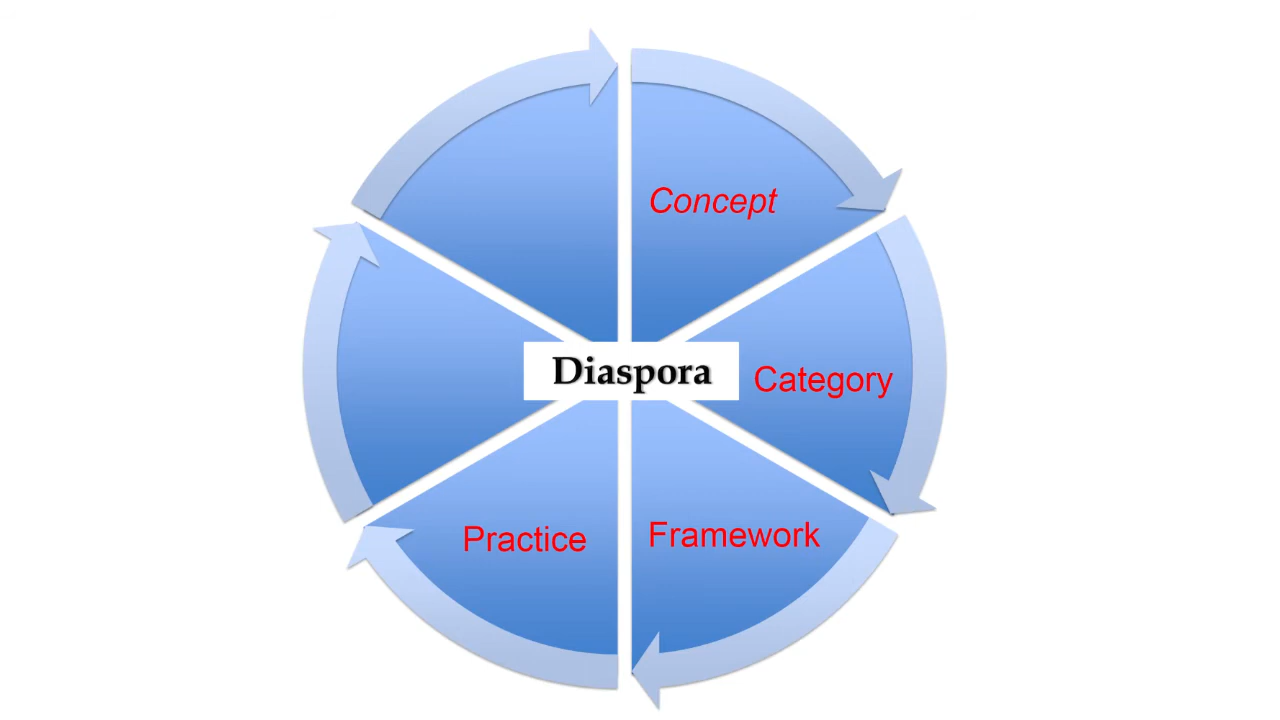 Concept
Diaspora
Category
Practice
Framework